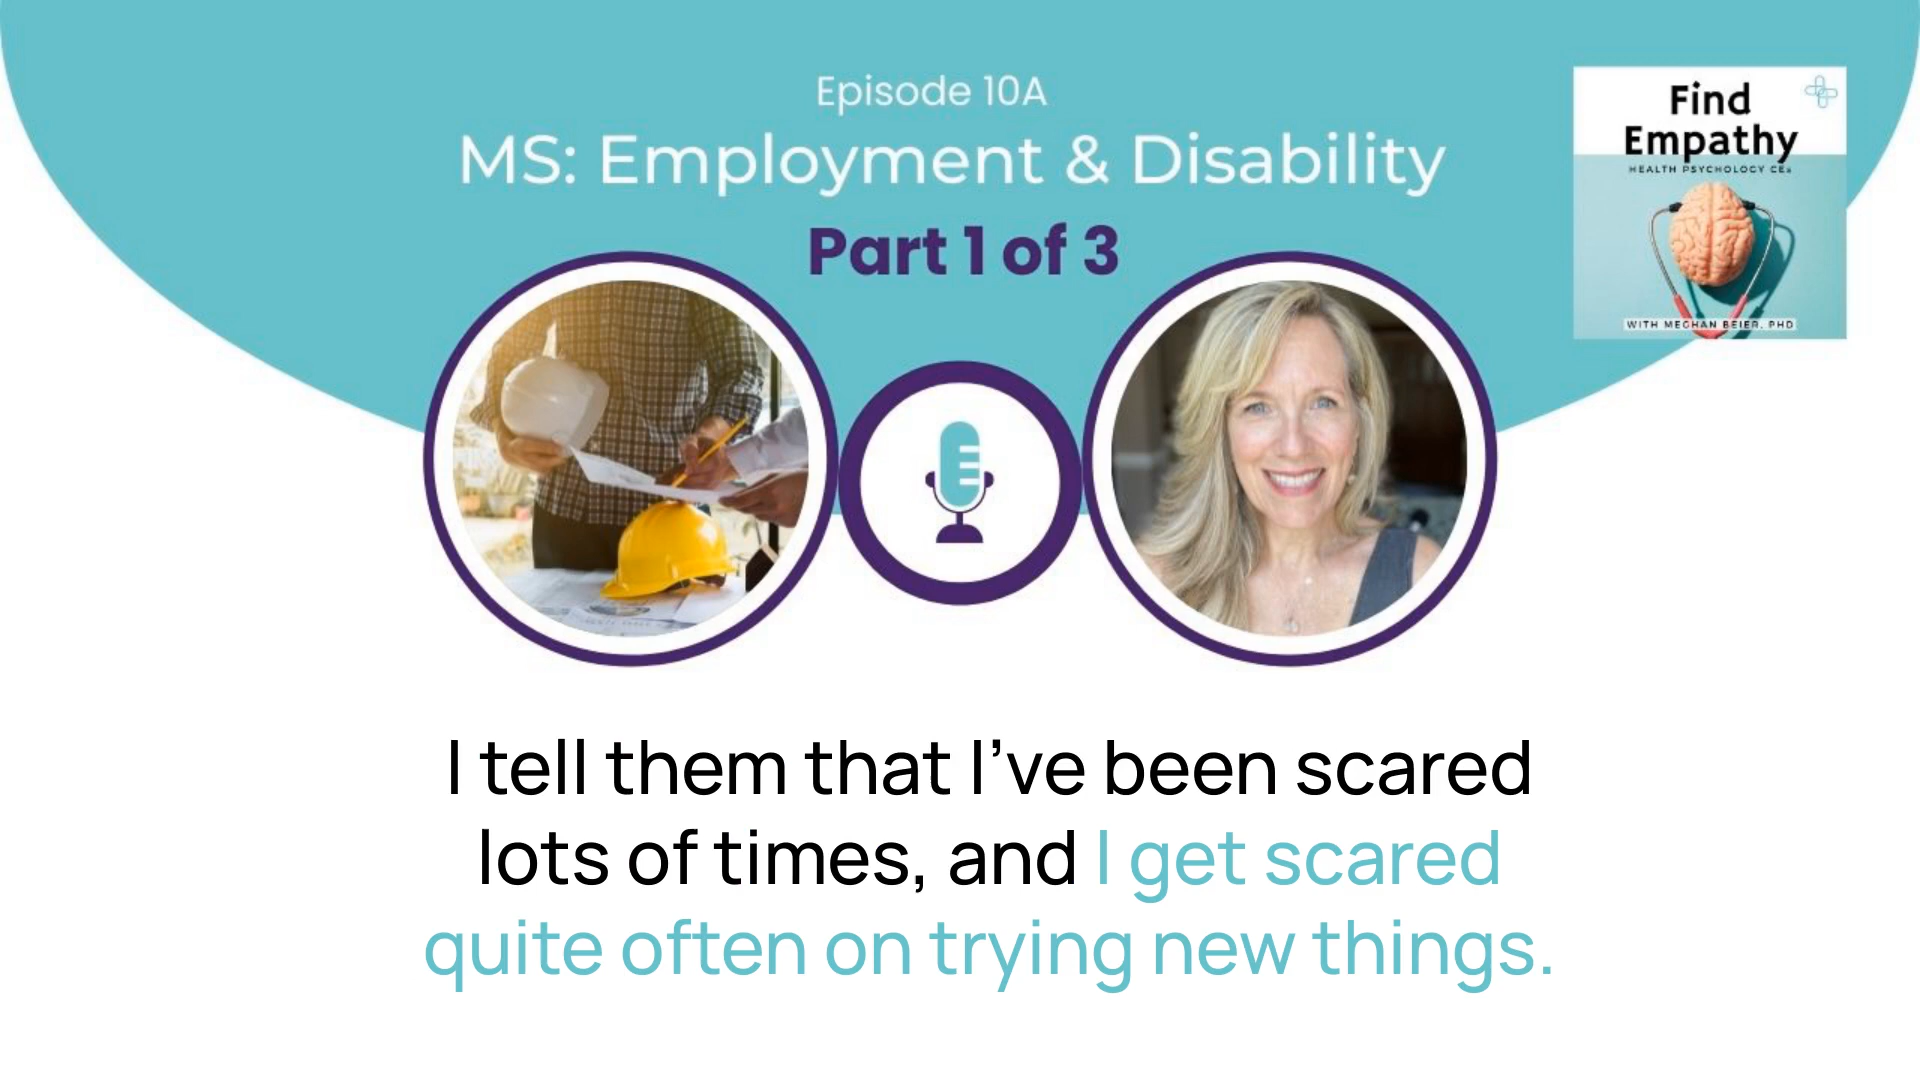 Episode 10A
MS: Employment & Disability
Part 1 of 3
Find
Empathy
HEALTH PSYCHOLOGY CEs
WITH MEGHAN BEIER, PHD
I tell them that I've been scared
lots of times, and I get scared
quite often on trying new things.